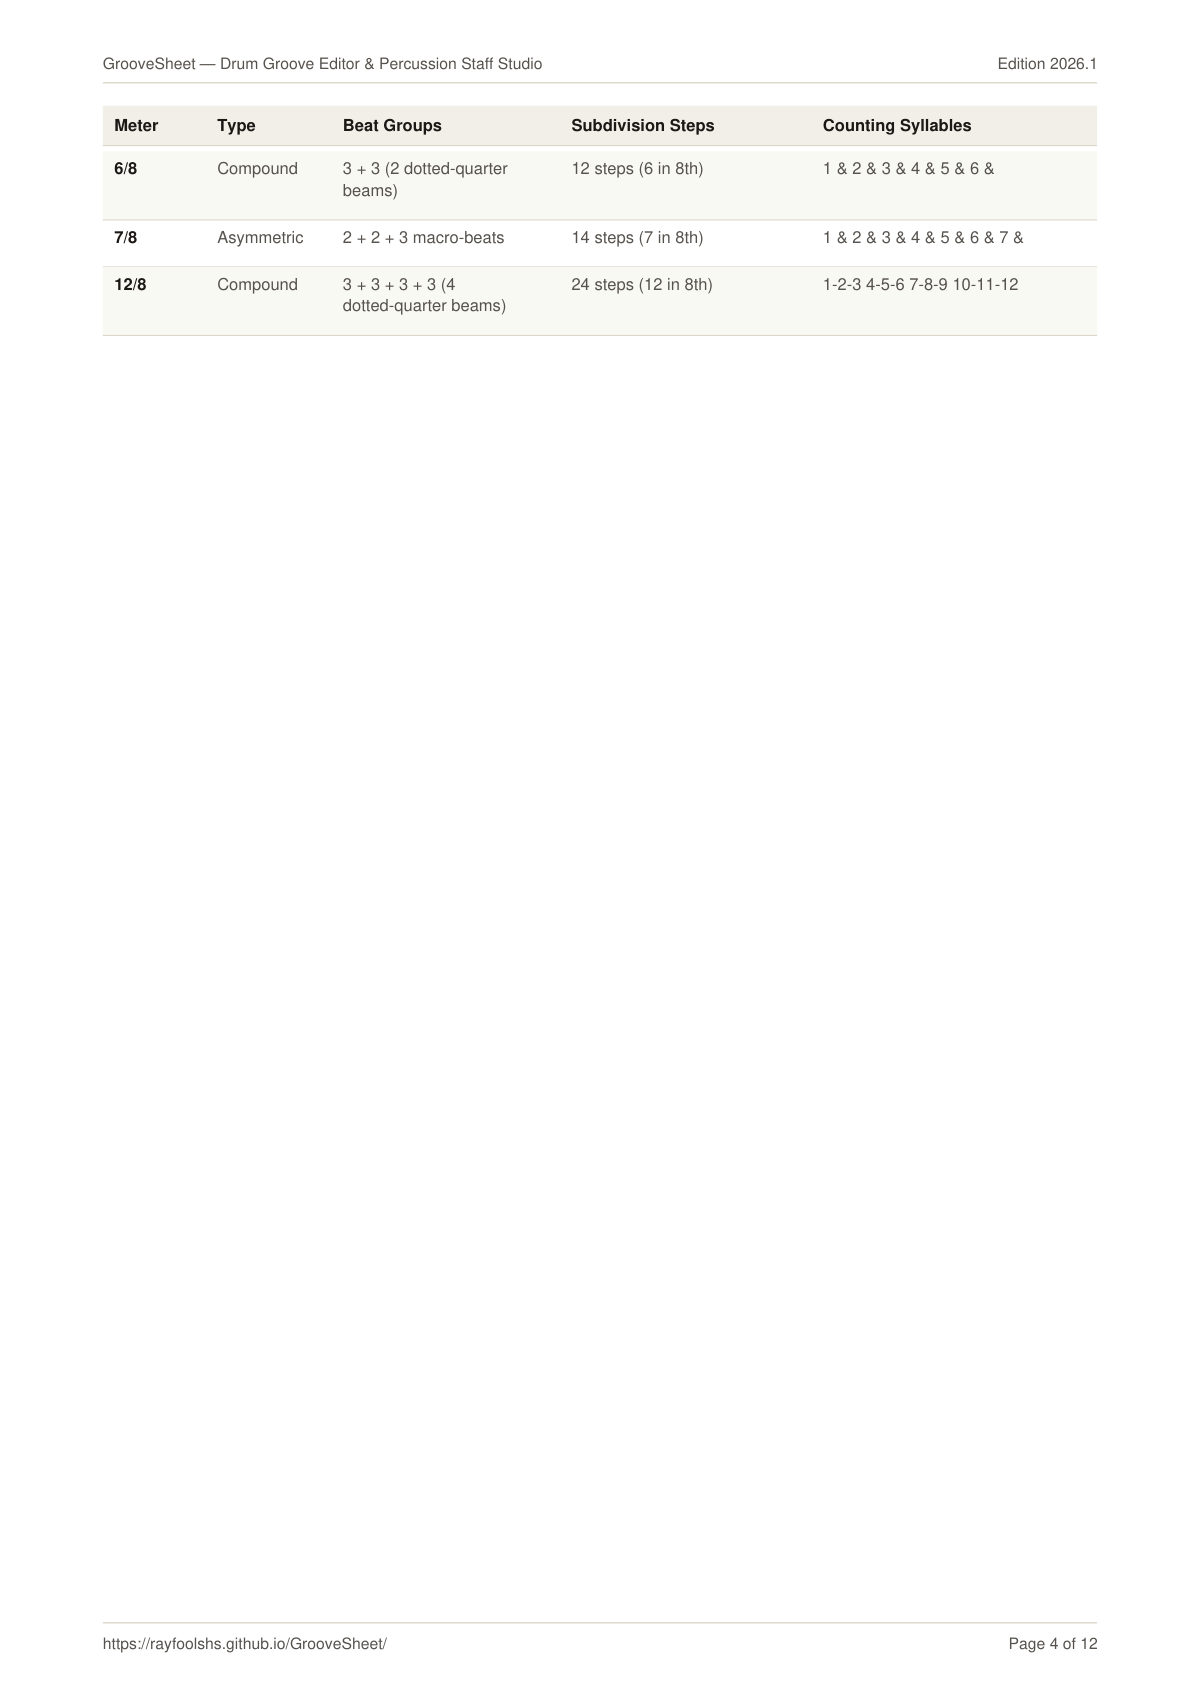 GrooveSheet — Drum Groove Editor & Percussion Staff Studio Edition 2026.1
Meter Type Beat Groups Subdivision Steps Counting Syllables
6/8 Compound 3 + 3 (2 dotted-quarter 12 steps (6 in 8th) 1 & 2 & 3 & 4 & 5 & 6 &
beams)
7/8 Asymmetric 2 + 2 + 3 macro-beats 14 steps (7 in 8th) 1 & 2 & 3 & 4 & 5 & 6 & 7 &
12/8 Compound 3 + 3 + 3 + 3 (4 24 steps (12 in 8th) 1-2-3 4-5-6 7-8-9 10-11-12
dotted-quarter beams)
https://rayfoolshs.github.io/GrooveSheet/ Page 4 of 12